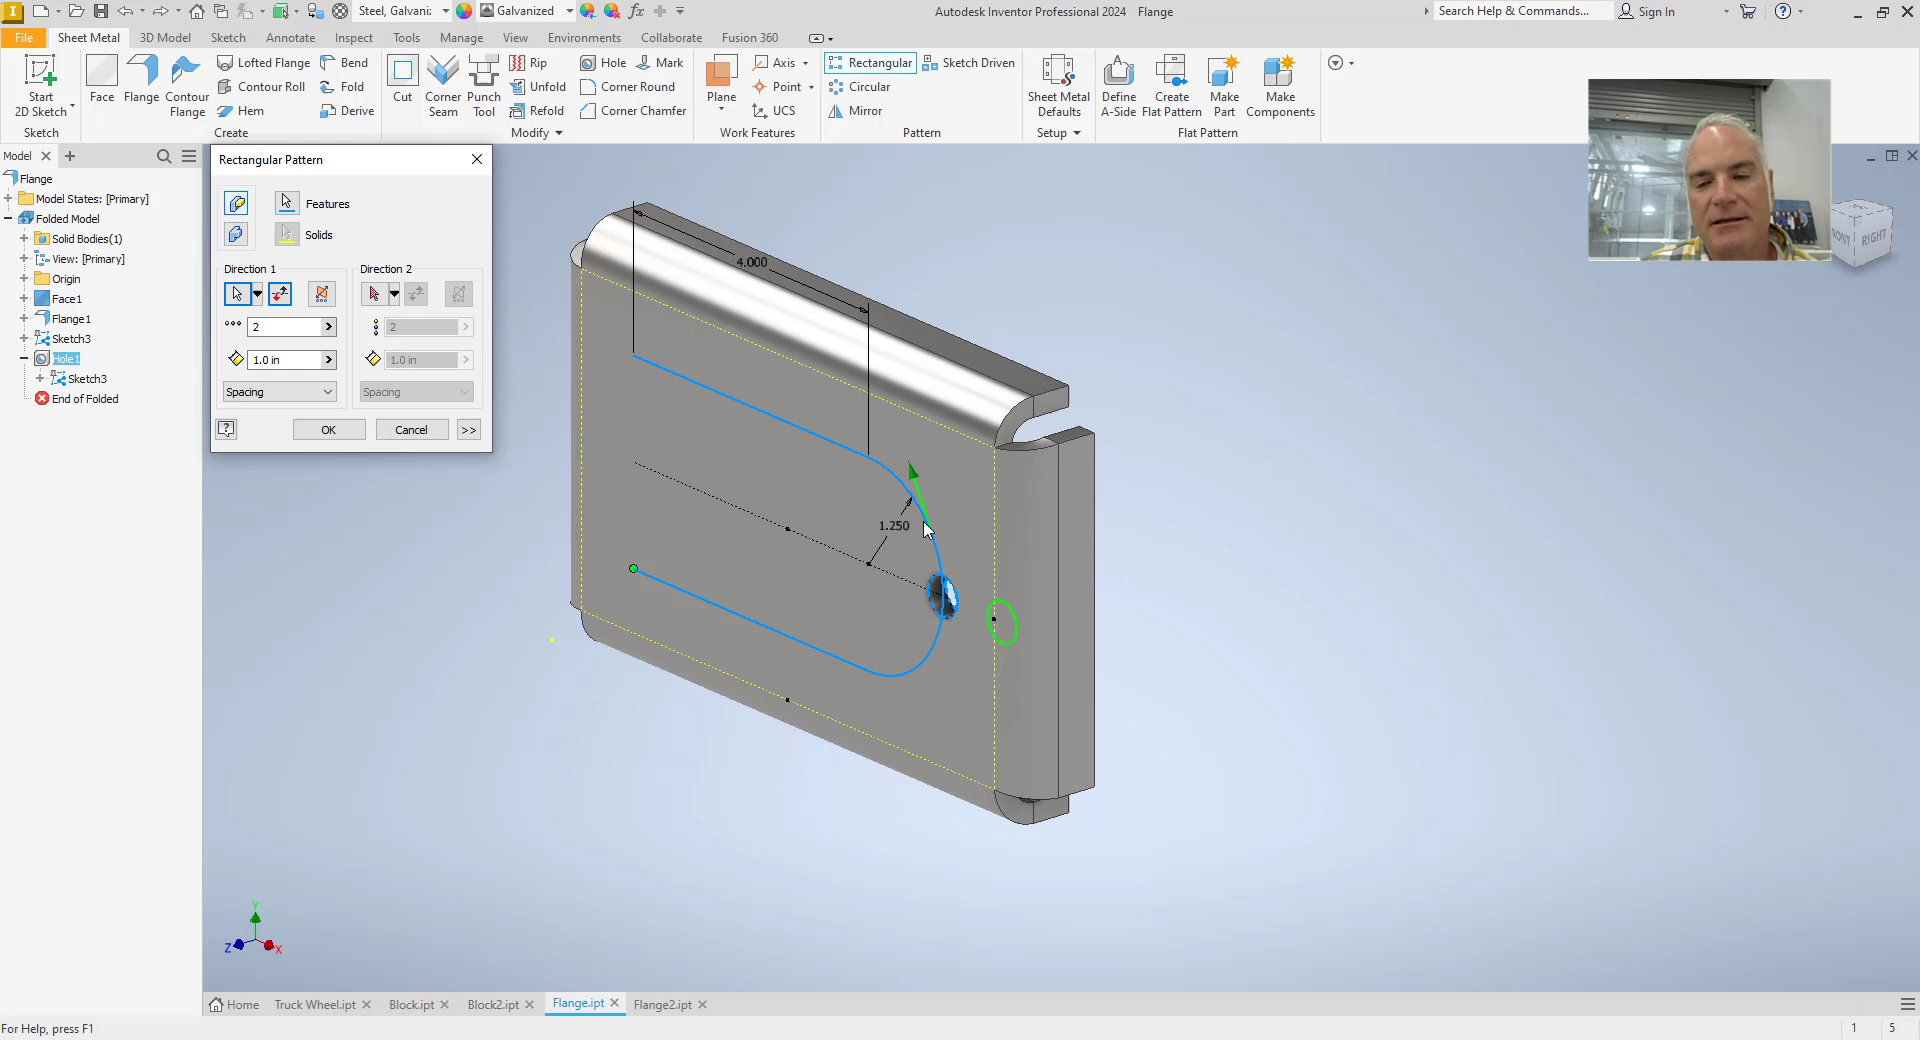 I
Steel, Galvaniz
Galvanized
fx
Autodesk Inventor Professional 2024 Flange
Search Help & Commands...
Sign In
File Sheet Metal 3D Model Sketch Annotate Inspect Tools Manage View Environments Collaborate Fusion 360
Start
2D Sketch
Face
Flange
Contour
Flange
Lofted Flange
Contour Roll
Hem
Bend
Fold
Derive
Cut
Corner
Seam
Punch
Tool
Rip
Unfold
Refold
Hole
Mark
Corner Round
Corner Chamfer
Plane
Axis
Point
UCS
Rectangular
Sketch Driven
Circular
Mirror
Sheet Metal
Defaults
Define
A-Side
Create
Flat Pattern
Make
Part
Make
Components
Sketch Create Modify Work Features Pattern Setup Flat Pattern
Model
Flange
Model States: [Primary]
Folded Model
Solid Bodies(1)
View: [Primary]
Origin
Face1
Flange1
Sketch3
Hole1
Sketch3
End of Folded
Rectangular Pattern
Features
Solids
Direction 1 Direction 2
2 2
1.0 in 1.0 in
Spacing Spacing
OK Cancel >>
4.000
1.250
FRONT RIGHT
Y
Z X
Home Truck Wheel.ipt Block.ipt Block2.ipt Flange.ipt Flange2.ipt
For Help, press F1
1 5